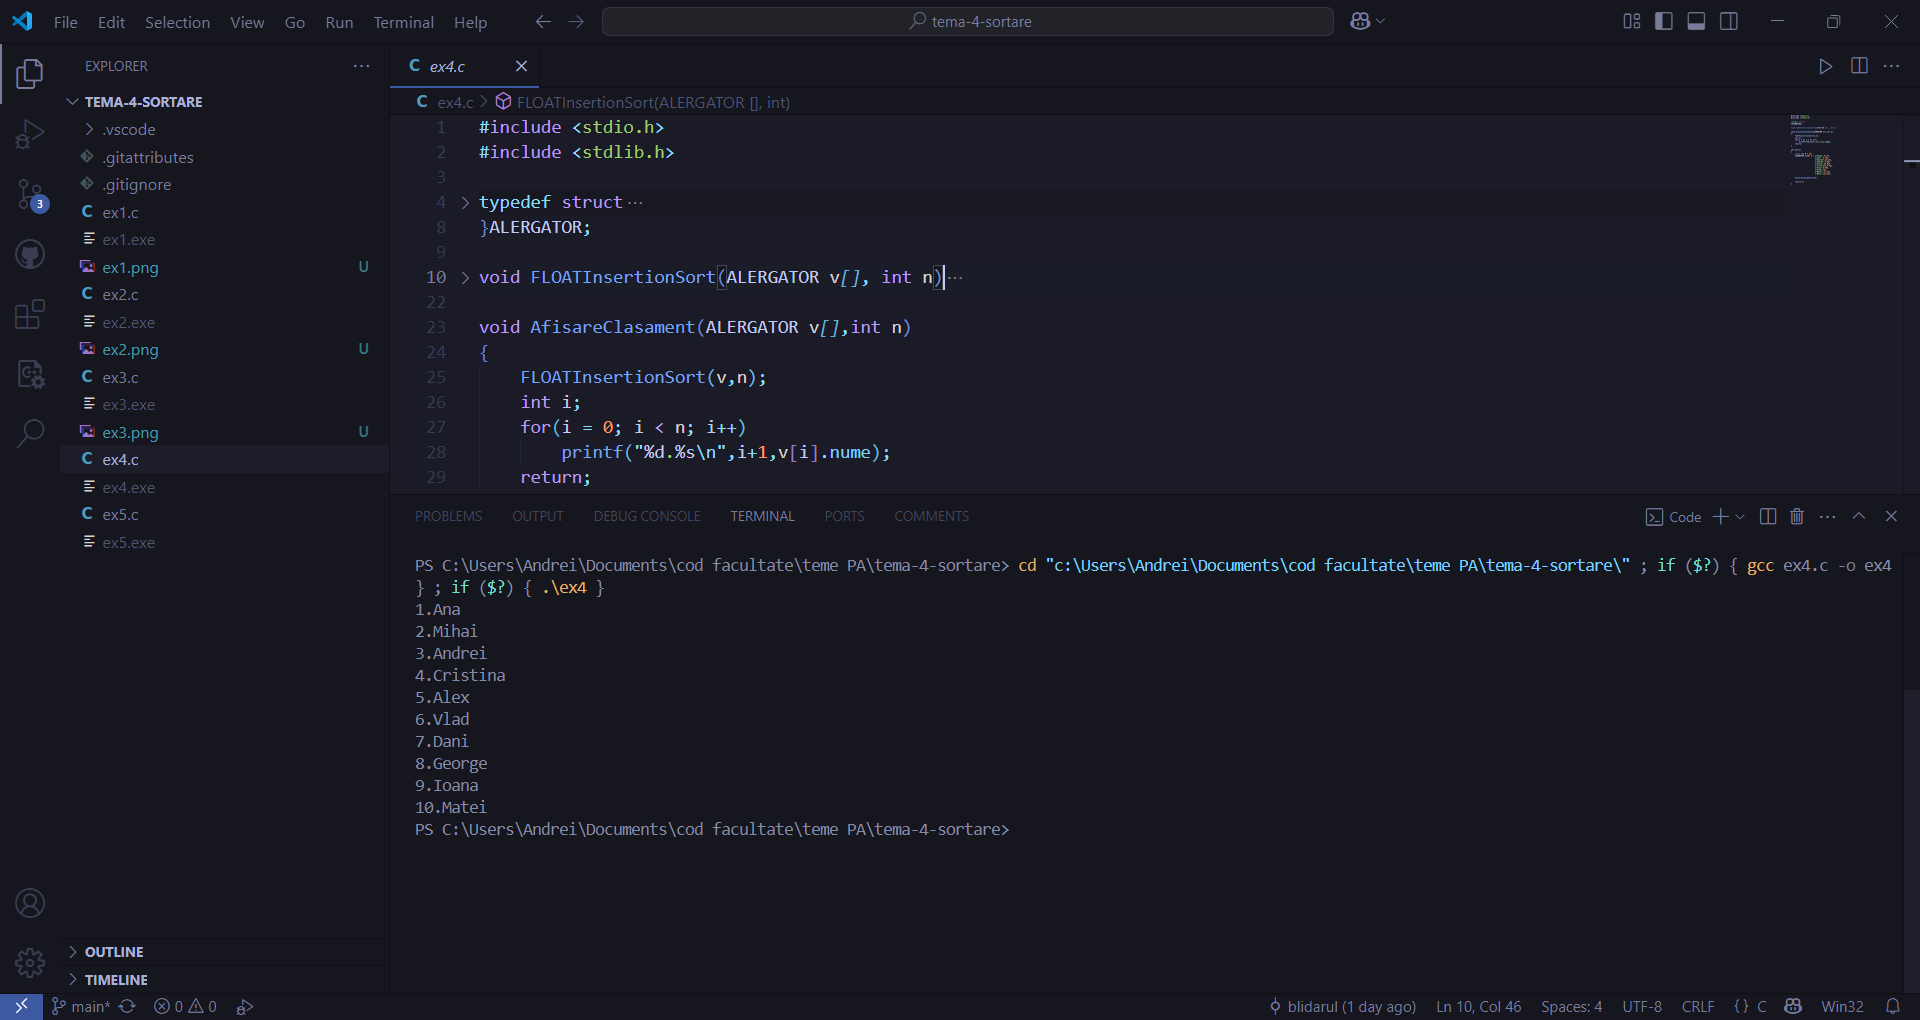 File Edit Selection View Go Run Terminal Help
tema-4-sortare
EXPLORER
TEMA-4-SORTARE
.vscode
.gitattributes
.gitignore
ex1.c
ex1.exe
ex1.png U
ex2.c
ex2.exe
ex2.png U
ex3.c
ex3.exe
ex3.png U
ex4.c
ex4.exe
ex5.c
ex5.exe
OUTLINE
TIMELINE
3
C ex4.c
C ex4.c > FLOATInsertionSort(ALERGATOR [], int)
1 #include <stdio.h>
2 #include <stdlib.h>
3
4 typedef struct ···
8 }ALERGATOR;
9
10 void FLOATInsertionSort(ALERGATOR v[], int n) ···
22
23 void AfisareClasament(ALERGATOR v[],int n)
24 {
25 FLOATInsertionSort(v,n);
26 int i;
27 for(i = 0; i < n; i++)
28 printf("%d.%s\n",i+1,v[i].nume);
29 return;
PROBLEMS OUTPUT DEBUG CONSOLE TERMINAL PORTS COMMENTS
Code
PS C:\Users\Andrei\Documents\cod facultate\teme PA\tema-4-sortare> cd "c:\Users\Andrei\Documents\cod facultate\teme PA\tema-4-sortare\" ; if ($?) { gcc ex4.c -o ex4
} ; if ($?) { .\ex4 }
1.Ana
2.Mihai
3.Andrei
4.Cristina
5.Alex
6.Vlad
7.Dani
8.George
9.Ioana
10.Matei
PS C:\Users\Andrei\Documents\cod facultate\teme PA\tema-4-sortare>
main* 0 0
blidarul (1 day ago) Ln 10, Col 46 Spaces: 4 UTF-8 CRLF {} C Win32